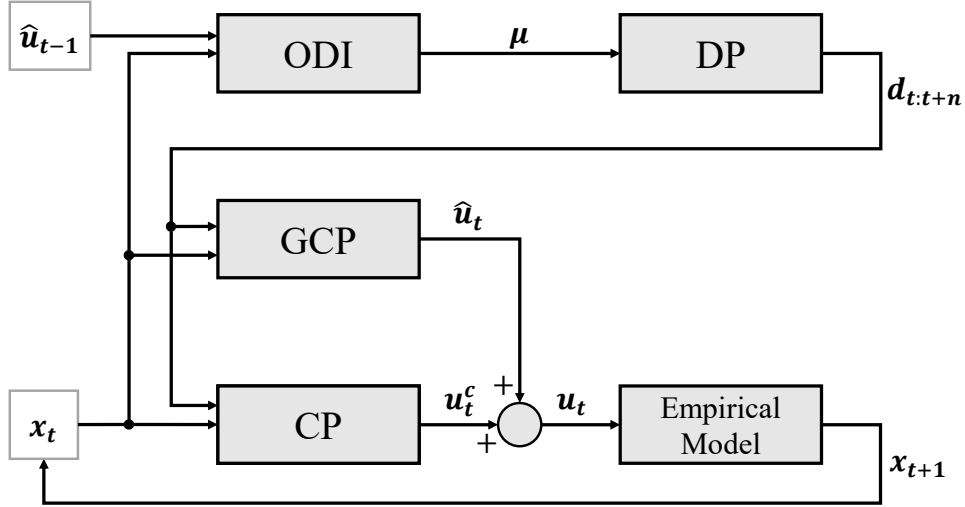 û_{t−1}
ODI
μ
DP
d_{t:t+n}
GCP
û_t
x_t
CP
u_t^c
+
+
u_t
Empirical
Model
x_{t+1}